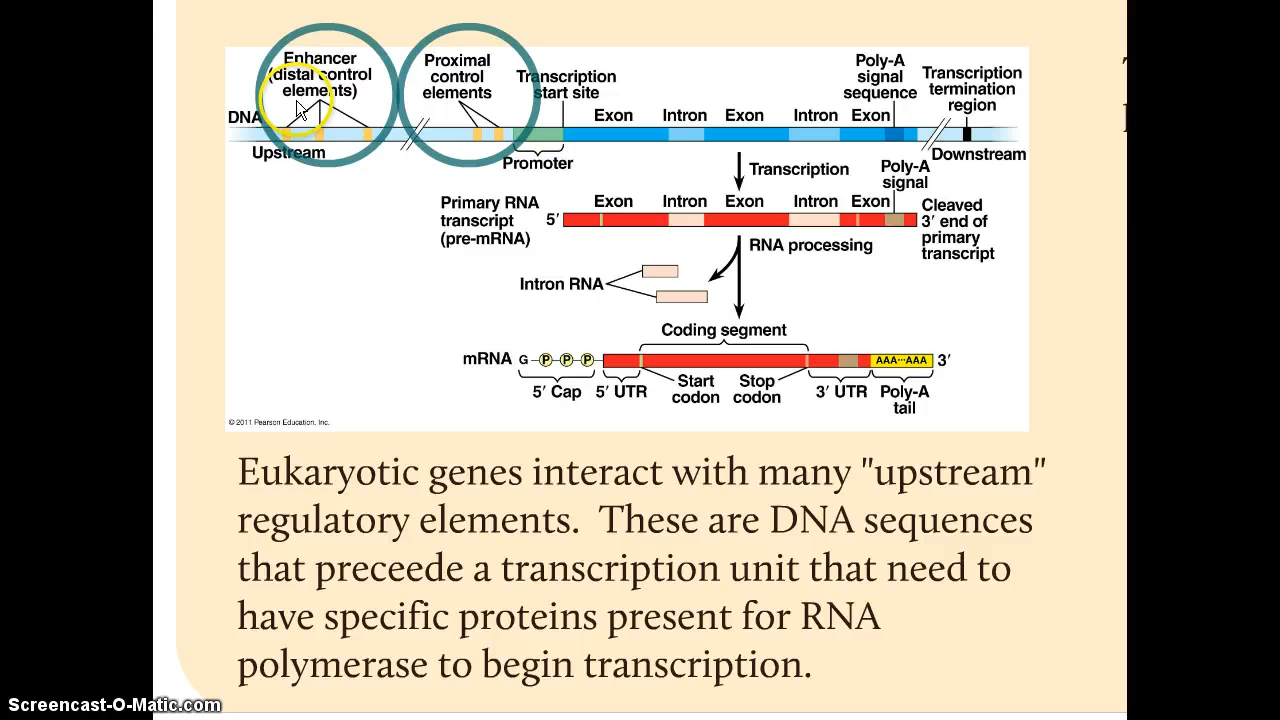 Enhancer
(distal control
elements)
Proximal
control
elements
Transcription
start site
Poly-A
signal
sequence
Transcription
termination
region
DNA
Exon Intron Exon Intron Exon
Upstream
Promoter
Downstream
Transcription
Poly-A
signal
Primary RNA
transcript
(pre-mRNA)
5′
Exon Intron Exon Intron Exon
Cleaved
3′ end of
primary
transcript
RNA processing
Intron RNA
Coding segment
mRNA G P P P AAA···AAA 3′
5′ Cap
5′ UTR
Start
codon
Stop
codon
3′ UTR
Poly-A
tail
© 2011 Pearson Education, Inc.
Eukaryotic genes interact with many "upstream"
regulatory elements. These are DNA sequences
that preceede a transcription unit that need to
have specific proteins present for RNA
polymerase to begin transcription.
Screencast-O-Matic.com